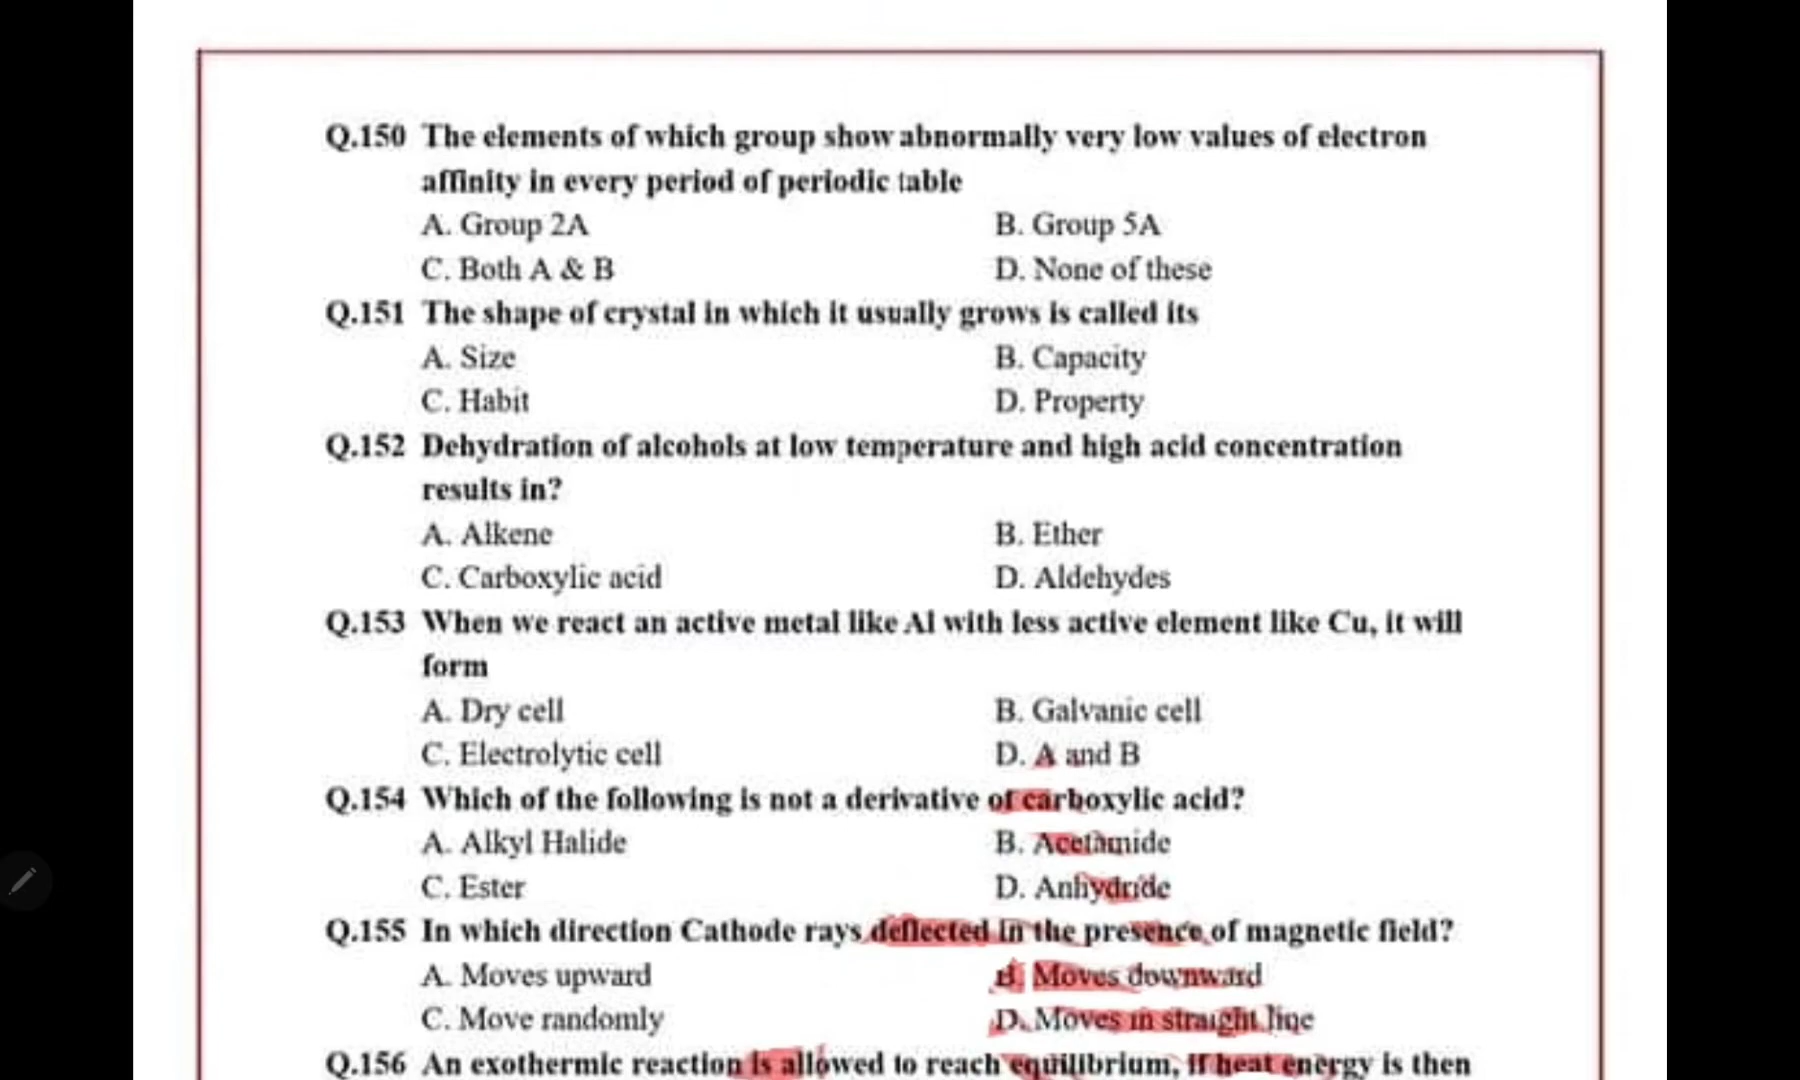 Q.150 The elements of which group show abnormally very low values of electron
affinity in every period of periodic table
A. Group 2A B. Group 5A
C. Both A & B D. None of these
Q.151 The shape of crystal in which it usually grows is called its
A. Size B. Capacity
C. Habit D. Property
Q.152 Dehydration of alcohols at low temperature and high acid concentration
results in?
A. Alkene B. Ether
C. Carboxylic acid D. Aldehydes
Q.153 When we react an active metal like Al with less active element like Cu, it will
form
A. Dry cell B. Galvanic cell
C. Electrolytic cell D. A and B
Q.154 Which of the following is not a derivative of carboxylic acid?
A. Alkyl Halide B. Acetamide
C. Ester D. Anhydride
Q.155 In which direction Cathode rays deflected in the presence of magnetic field?
A. Moves upward B. Moves downward
C. Move randomly D. Moves in straight line
Q.156 An exothermic reaction is allowed to reach equilibrium, if heat energy is then